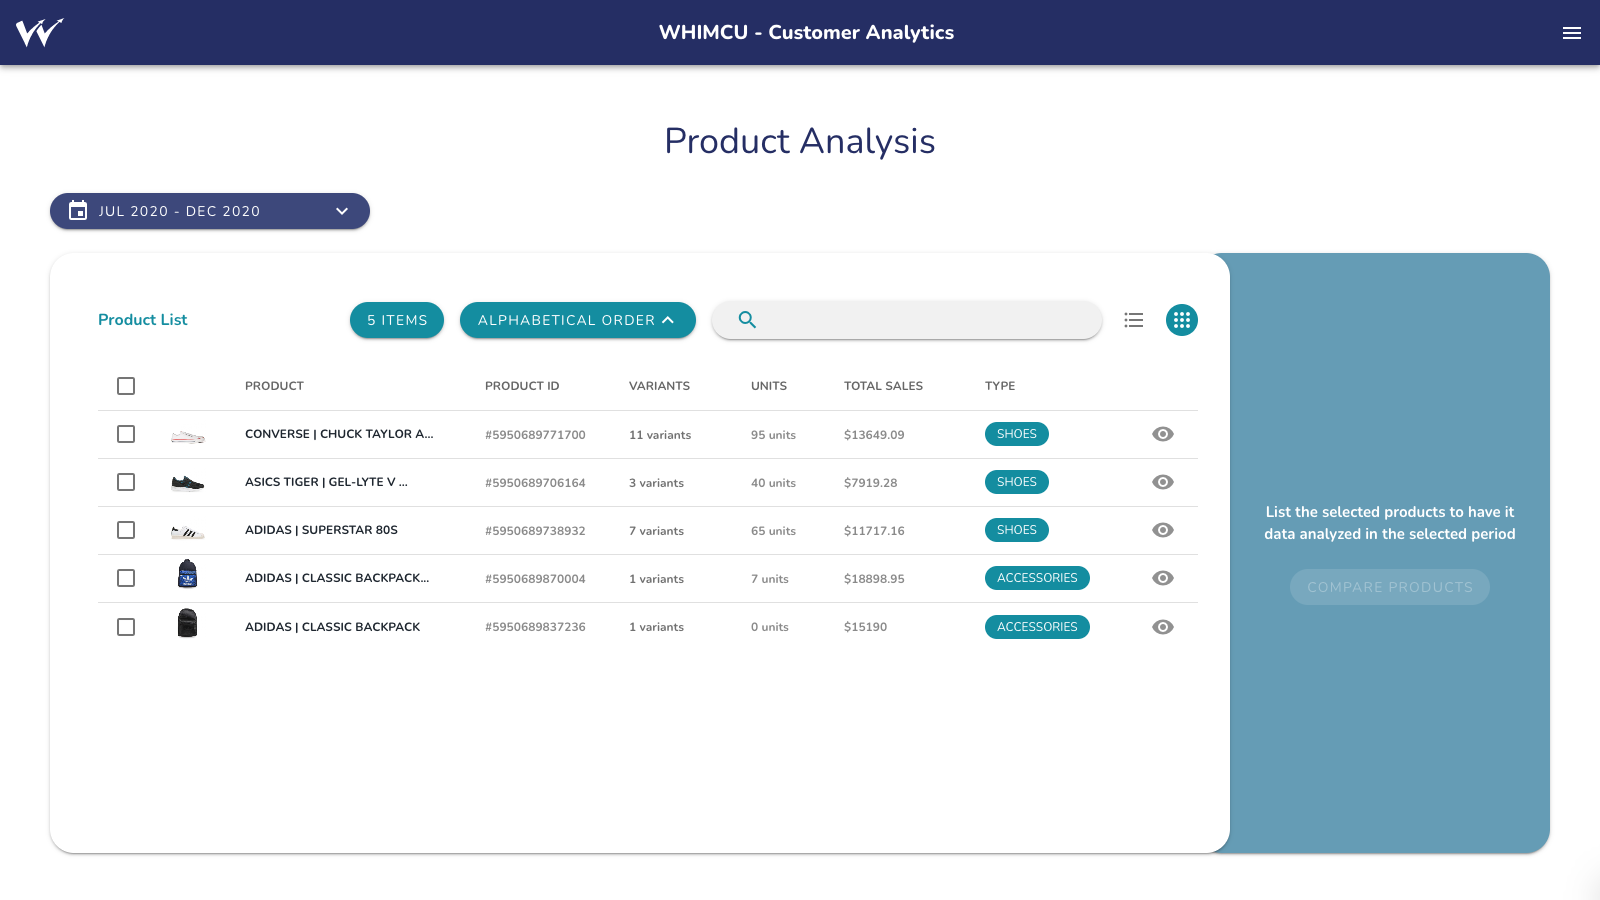 WHIMCU - Customer Analytics
Product Analysis
JUL 2020 - DEC 2020
Product List
5 ITEMS
ALPHABETICAL ORDER
PRODUCT PRODUCT ID VARIANTS UNITS TOTAL SALES TYPE
CONVERSE | CHUCK TAYLOR A... #5950689771700 11 variants 95 units $13649.09 SHOES
ASICS TIGER | GEL-LYTE V ... #5950689706164 3 variants 40 units $7919.28 SHOES
ADIDAS | SUPERSTAR 80S #5950689738932 7 variants 65 units $11717.16 SHOES
ADIDAS | CLASSIC BACKPACK... #5950689870004 1 variants 7 units $18898.95 ACCESSORIES
ADIDAS | CLASSIC BACKPACK #5950689837236 1 variants 0 units $15190 ACCESSORIES
List the selected products to have it
data analyzed in the selected period
COMPARE PRODUCTS